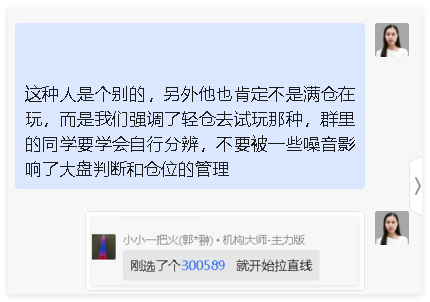 这种人是个别的，另外他也肯定不是满仓在
玩，而是我们强调了轻仓去试玩那种，群里
的同学要学会自行分辨，不要被一些噪音影
响了大盘判断和仓位的管理
小小一把火(郭*翀) • 机构大师-主力版
刚选了个300589 就开始拉直线